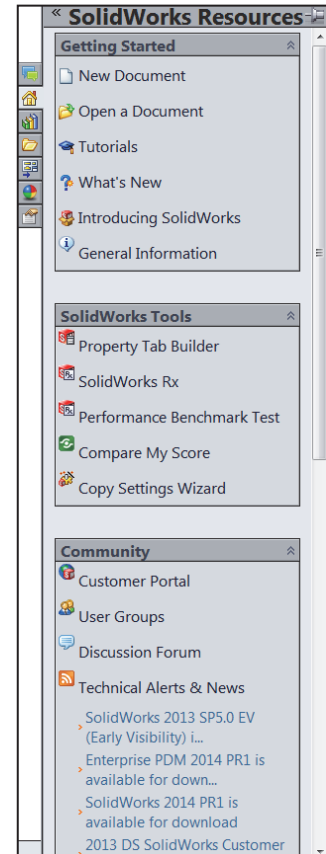 « SolidWorks Resources
Getting Started
New Document
Open a Document
Tutorials
What's New
Introducing SolidWorks
General Information
SolidWorks Tools
Property Tab Builder
SolidWorks Rx
Performance Benchmark Test
Compare My Score
Copy Settings Wizard
Community
Customer Portal
User Groups
Discussion Forum
Technical Alerts & News
SolidWorks 2013 SP5.0 EV
(Early Visibility) i...
Enterprise PDM 2014 PR1 is
available for down...
SolidWorks 2014 PR1 is
available for download
2013 DS SolidWorks Customer